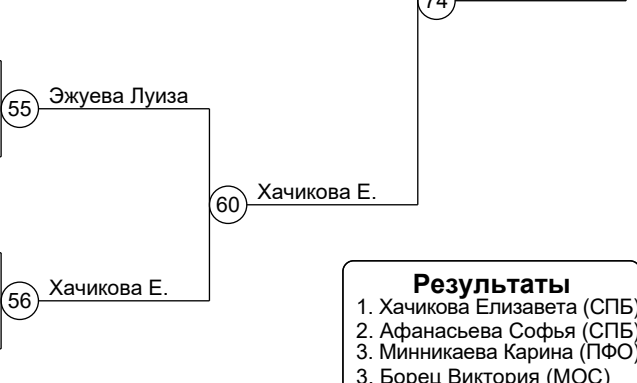 74
Эжуева Луиза
55
Хачикова Е.
60
Хачикова Е.
56
Результаты
1. Хачикова Елизавета (СПБ)
2. Афанасьева Софья (СПБ)
3. Минникаева Карина (ПФО)
3. Борец Виктория (МОС)